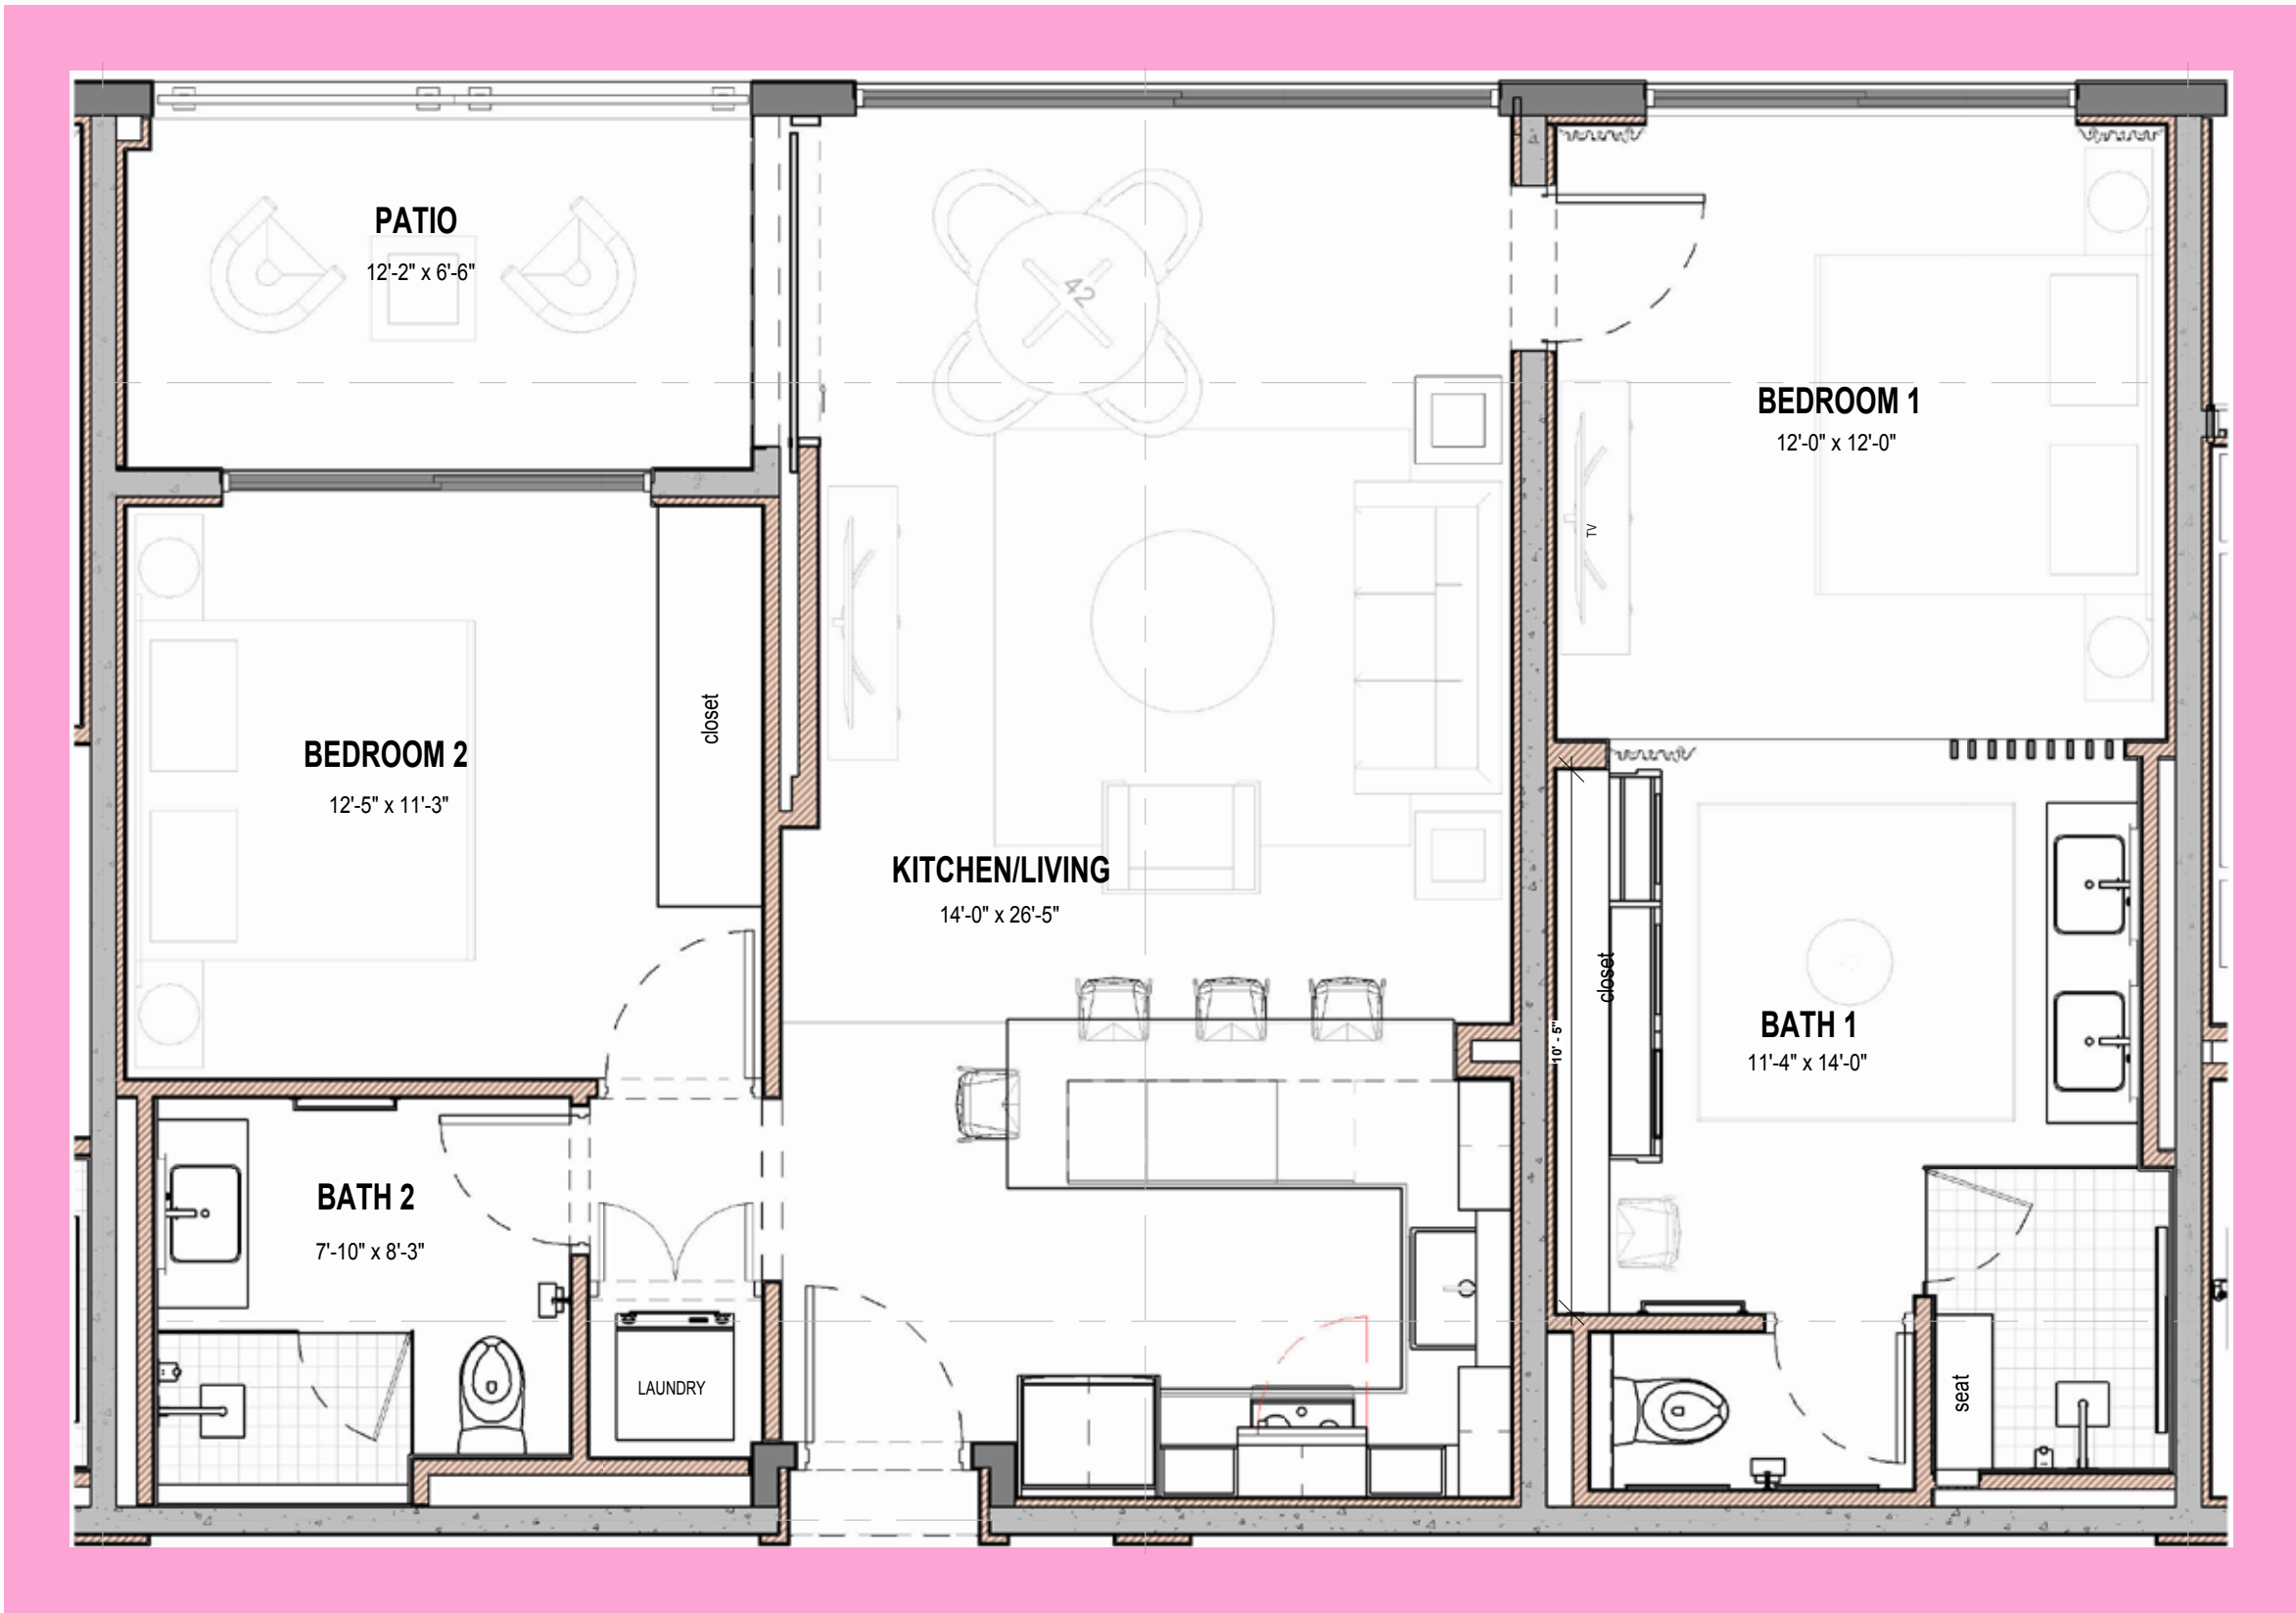 PATIO
12'-2" x 6'-6"
42
BEDROOM 1
12'-0" x 12'-0"
TV
closet
BEDROOM 2
12'-5" x 11'-3"
KITCHEN/LIVING
14'-0" x 26'-5"
closet
10' - 5"
BATH 1
11'-4" x 14'-0"
BATH 2
7'-10" x 8'-3"
LAUNDRY
seat